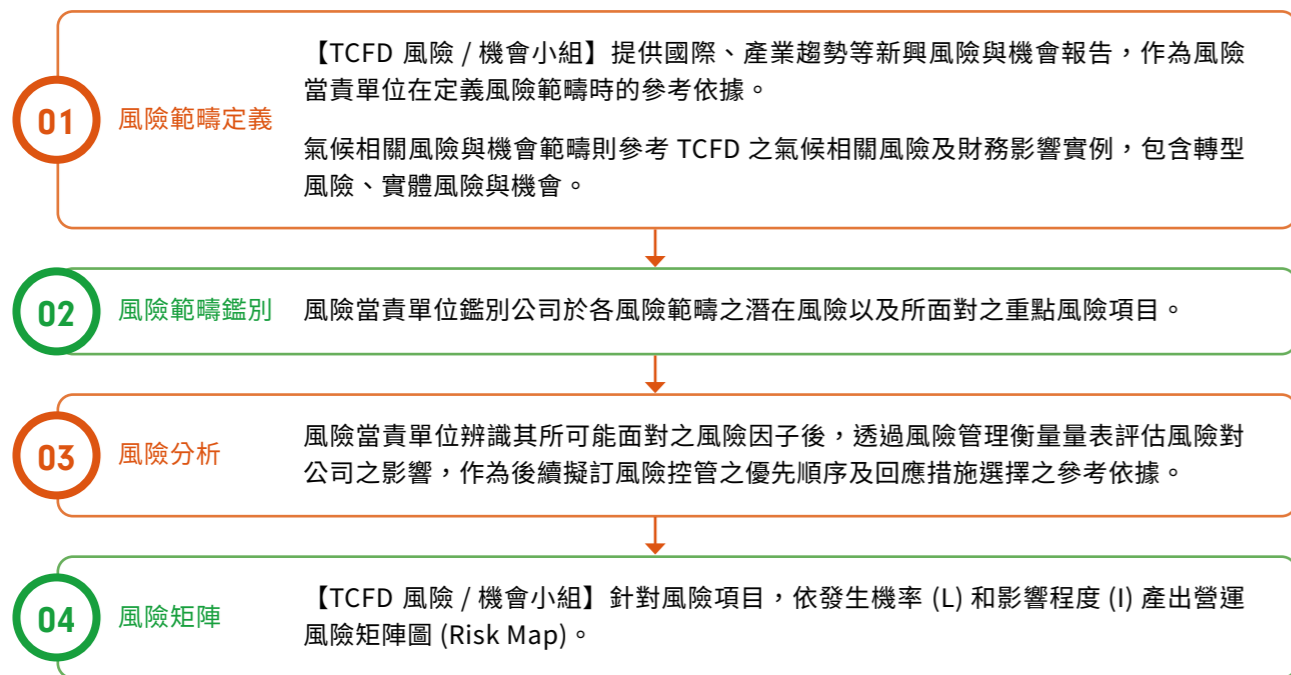 01
風險範疇定義
【TCFD 風險 / 機會小組】提供國際、產業趨勢等新興風險與機會報告，作為風險
當責單位在定義風險範疇時的參考依據。
氣候相關風險與機會範疇則參考 TCFD 之氣候相關風險及財務影響實例，包含轉型
風險、實體風險與機會。
02
風險範疇鑑別
風險當責單位鑑別公司於各風險範疇之潛在風險以及所面對之重點風險項目。
03
風險分析
風險當責單位辨識其所可能面對之風險因子後，透過風險管理衡量量表評估風險對
公司之影響，作為後續擬訂風險控管之優先順序及回應措施選擇之參考依據。
04
風險矩陣
【TCFD 風險 / 機會小組】針對風險項目，依發生機率 (L) 和影響程度 (I) 產出營運
風險矩陣圖 (Risk Map)。